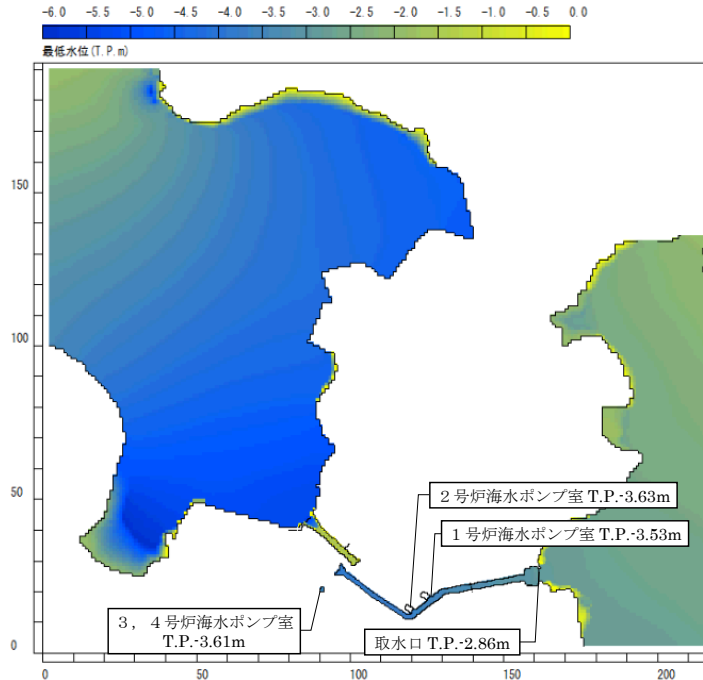 -6.0 -5.5 -5.0 -4.5 -4.0 -3.5 -3.0 -2.5 -2.0 -1.5 -1.0 -0.5 0.0
最低水位(T.P.m)
150
100
50
２号炉海水ポンプ室 T.P.-3.63m
１号炉海水ポンプ室 T.P.-3.53m
３，４号炉海水ポンプ室
T.P.-3.61m
取水口 T.P.-2.86m
0
0 50 100 150 200